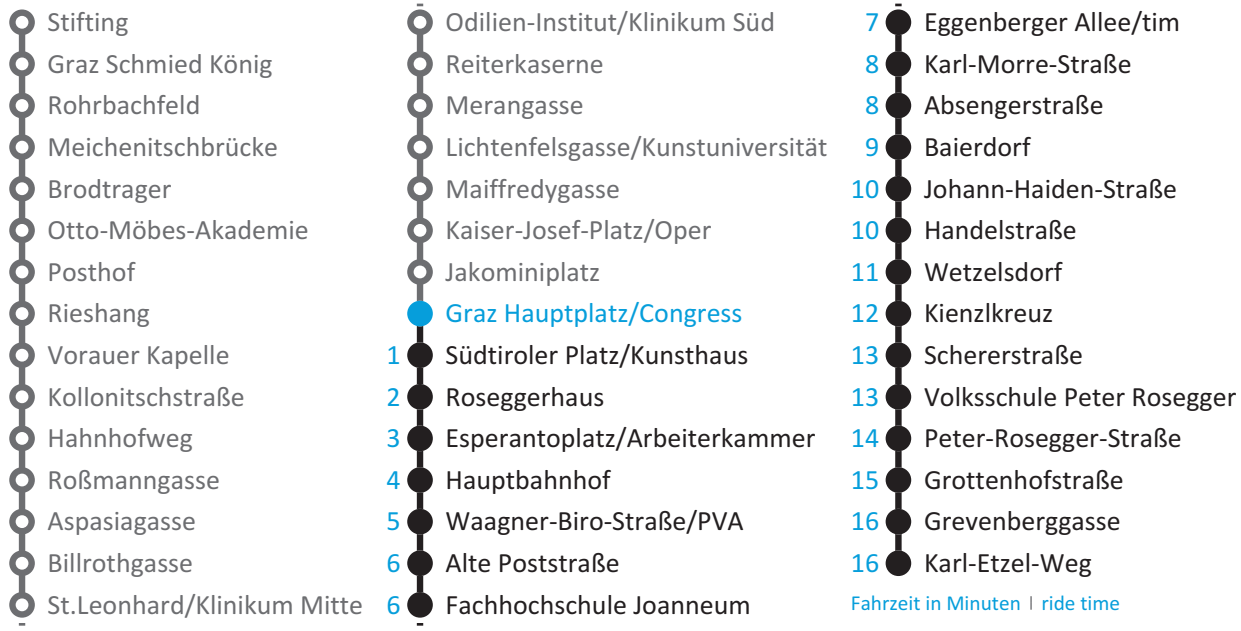 Stifting
Graz Schmied König
Rohrbachfeld
Meichenitschbrücke
Brodtrager
Otto-Möbes-Akademie
Posthof
Rieshang
Vorauer Kapelle
Kollonitschstraße
Hahnhofweg
Roßmanngasse
Aspasiagasse
Billrothgasse
St.Leonhard/Klinikum Mitte
Odilien-Institut/Klinikum Süd
Reiterkaserne
Merangasse
Lichtenfelsgasse/Kunstuniversität
Maiffredygasse
Kaiser-Josef-Platz/Oper
Jakominiplatz
Graz Hauptplatz/Congress
1 Südtiroler Platz/Kunsthaus
2 Roseggerhaus
3 Esperantoplatz/Arbeiterkammer
4 Hauptbahnhof
5 Waagner-Biro-Straße/PVA
6 Alte Poststraße
6 Fachhochschule Joanneum
7 Eggenberger Allee/tim
8 Karl-Morre-Straße
8 Absengerstraße
9 Baierdorf
10 Johann-Haiden-Straße
10 Handelstraße
11 Wetzelsdorf
12 Kienzlkreuz
13 Schererstraße
13 Volksschule Peter Rosegger
14 Peter-Rosegger-Straße
15 Grottenhofstraße
16 Grevenberggasse
16 Karl-Etzel-Weg
Fahrzeit in Minuten | ride time